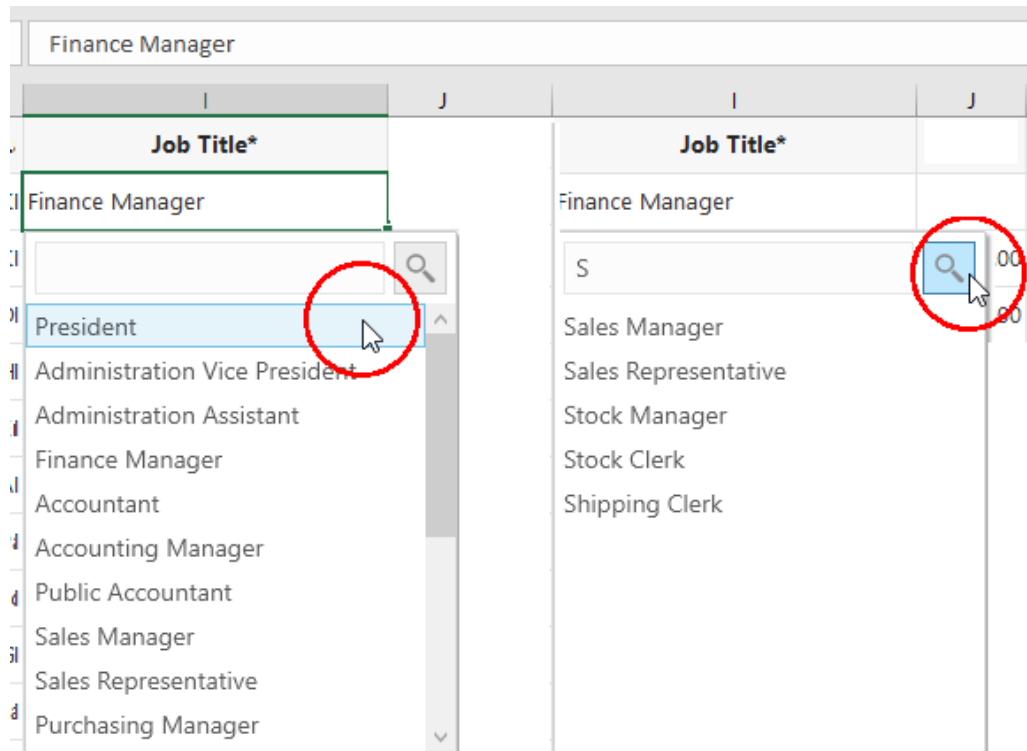 Finance Manager
I J I J
Job Title* Job Title*
Finance Manager Finance Manager
S
.00
President
Administration Vice President
Administration Assistant
Finance Manager
Accountant
Accounting Manager
Public Accountant
Sales Manager
Sales Representative
Purchasing Manager
.00
Sales Manager
Sales Representative
Stock Manager
Stock Clerk
Shipping Clerk